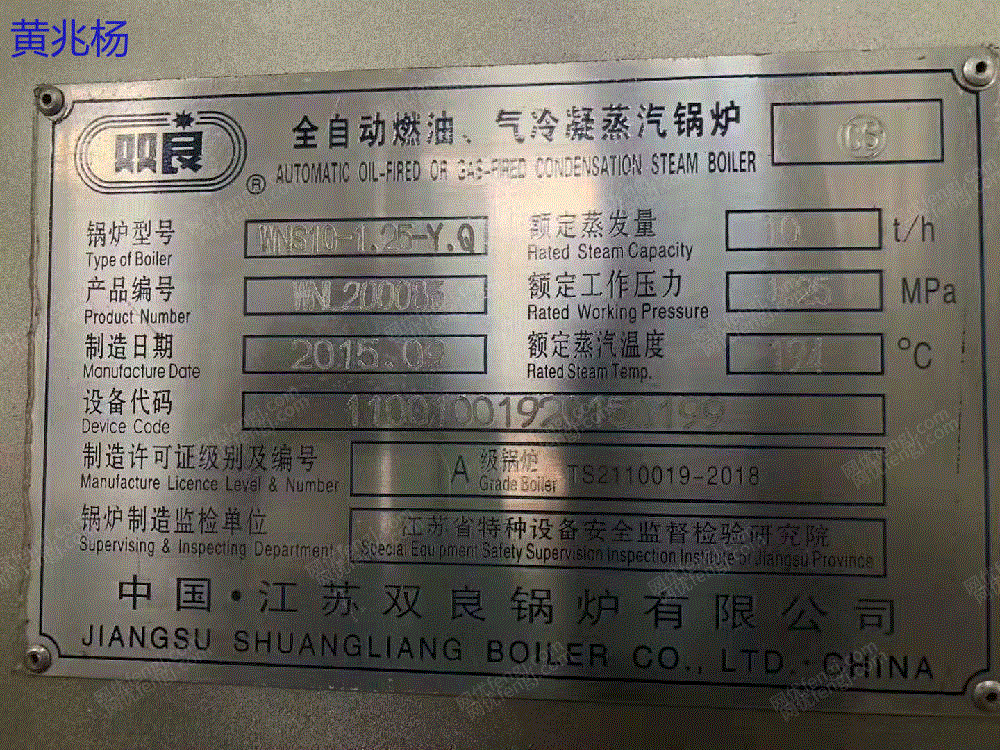 黄兆杨
双良
®
全自动燃油、气冷凝蒸汽锅炉
AUTOMATIC OIL-FIRED OR GAS-FIRED CONDENSATION STEAM BOILER
锅炉型号 WNS10-1.25-Y.Q
Type of Boiler
额定蒸发量 10 t/h
Rated Steam Capacity
产品编号
Product Number
额定工作压力 1.25 MPa
Rated Working Pressure
制造日期
Manufacture Date
额定蒸汽温度 °C
Rated Steam Temp.
设备代码
Device Code
制造许可证级别及编号 A 级锅炉 TS2110019-2018
Manufacture Licence Level & Number Grade Boiler
锅炉制造监检单位 江苏省特种设备安全监督检验研究院
Supervising & Inspecting Department Special Equipment Safety Supervision Inspection Institute of Jiangsu Province
中国·江苏双良锅炉有限公司
JIANGSU SHUANGLIANG BOILER CO., LTD.·CHINA